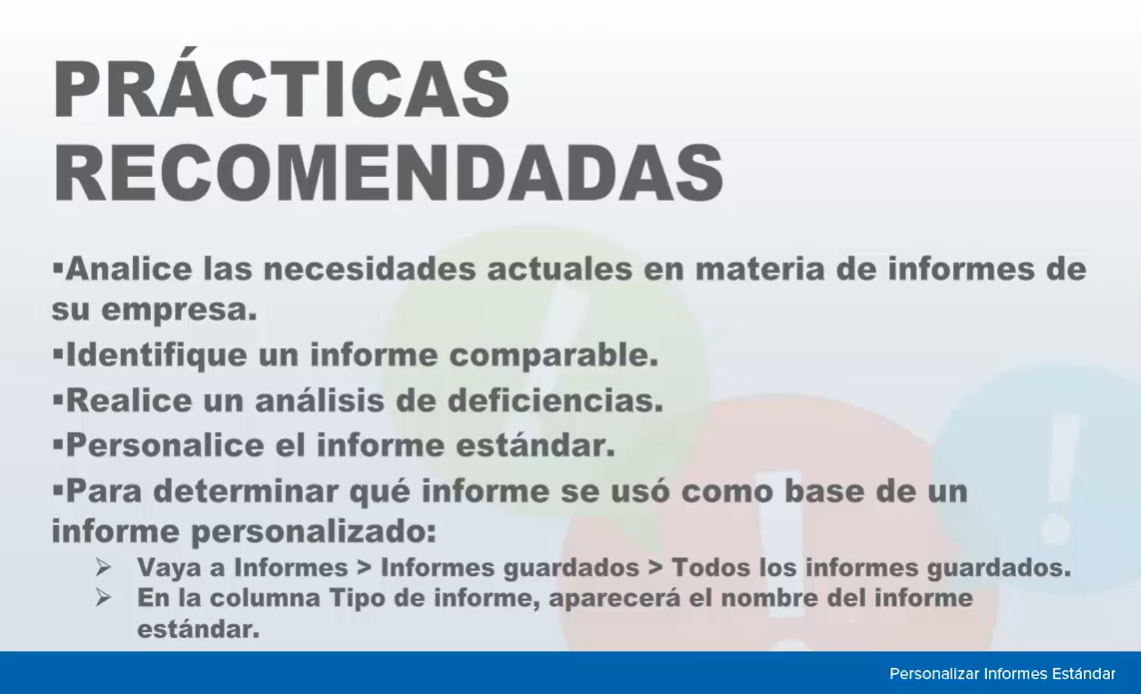 PRÁCTICAS
RECOMENDADAS
▪Analice las necesidades actuales en materia de informes de
su empresa.
▪Identifique un informe comparable.
▪Realice un análisis de deficiencias.
▪Personalice el informe estándar.
▪Para determinar qué informe se usó como base de un
informe personalizado:
➢ Vaya a Informes > Informes guardados > Todos los informes guardados.
➢ En la columna Tipo de informe, aparecerá el nombre del informe
estándar.
Personalizar Informes Estándar